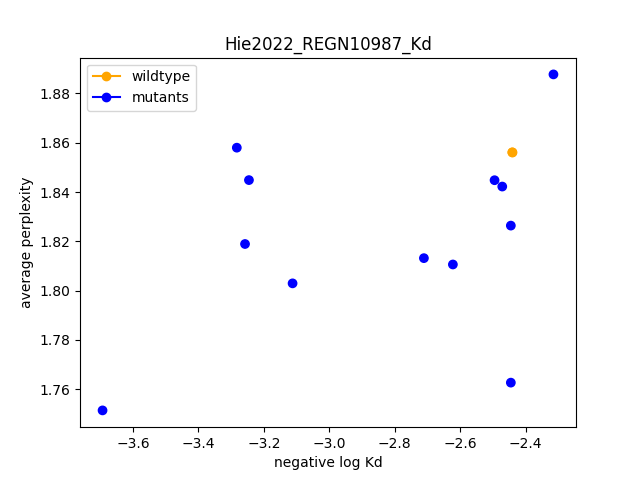 Hie2022_REGN10987_Kd
wildtype
mutants
average perplexity
1.88
1.86
1.84
1.82
1.80
1.78
1.76
−3.6 −3.4 −3.2 −3.0 −2.8 −2.6 −2.4
negative log Kd